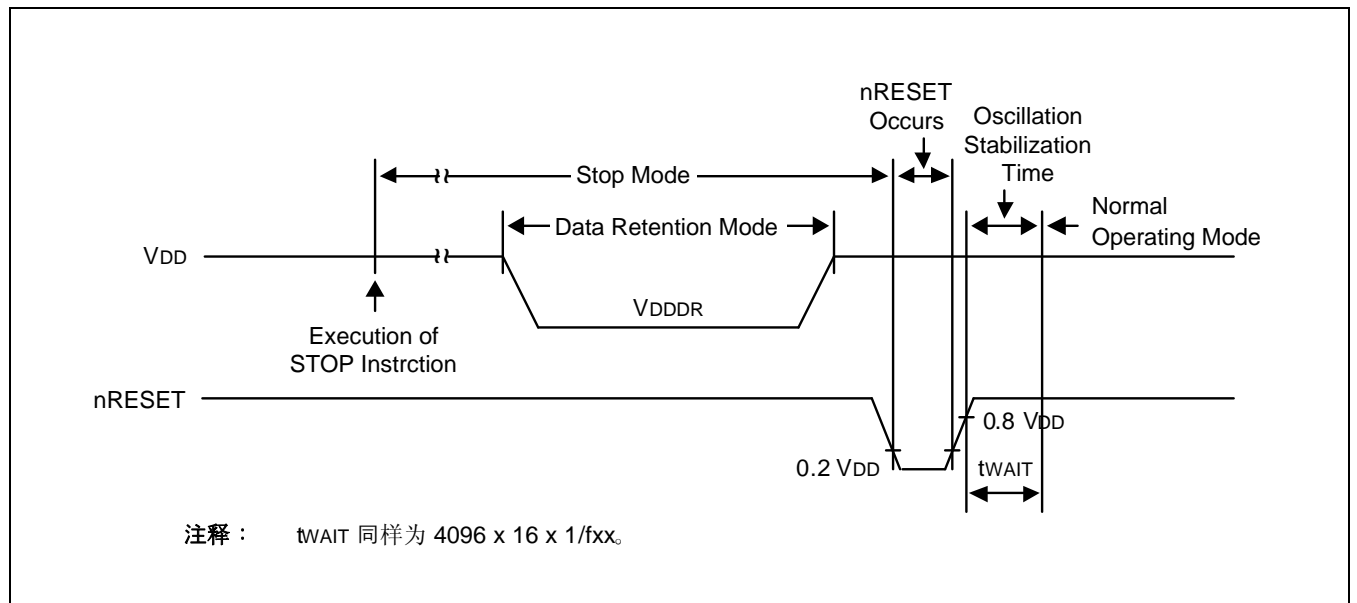 nRESET
Occurs
Oscillation
Stabilization
Time
Stop Mode
Data Retention Mode
Normal
Operating Mode
VDD
VDDDR
Execution of
STOP Instrction
nRESET
0.8 VDD
0.2 VDD
tWAIT
注释： tWAIT 同样为 4096 x 16 x 1/fxx。